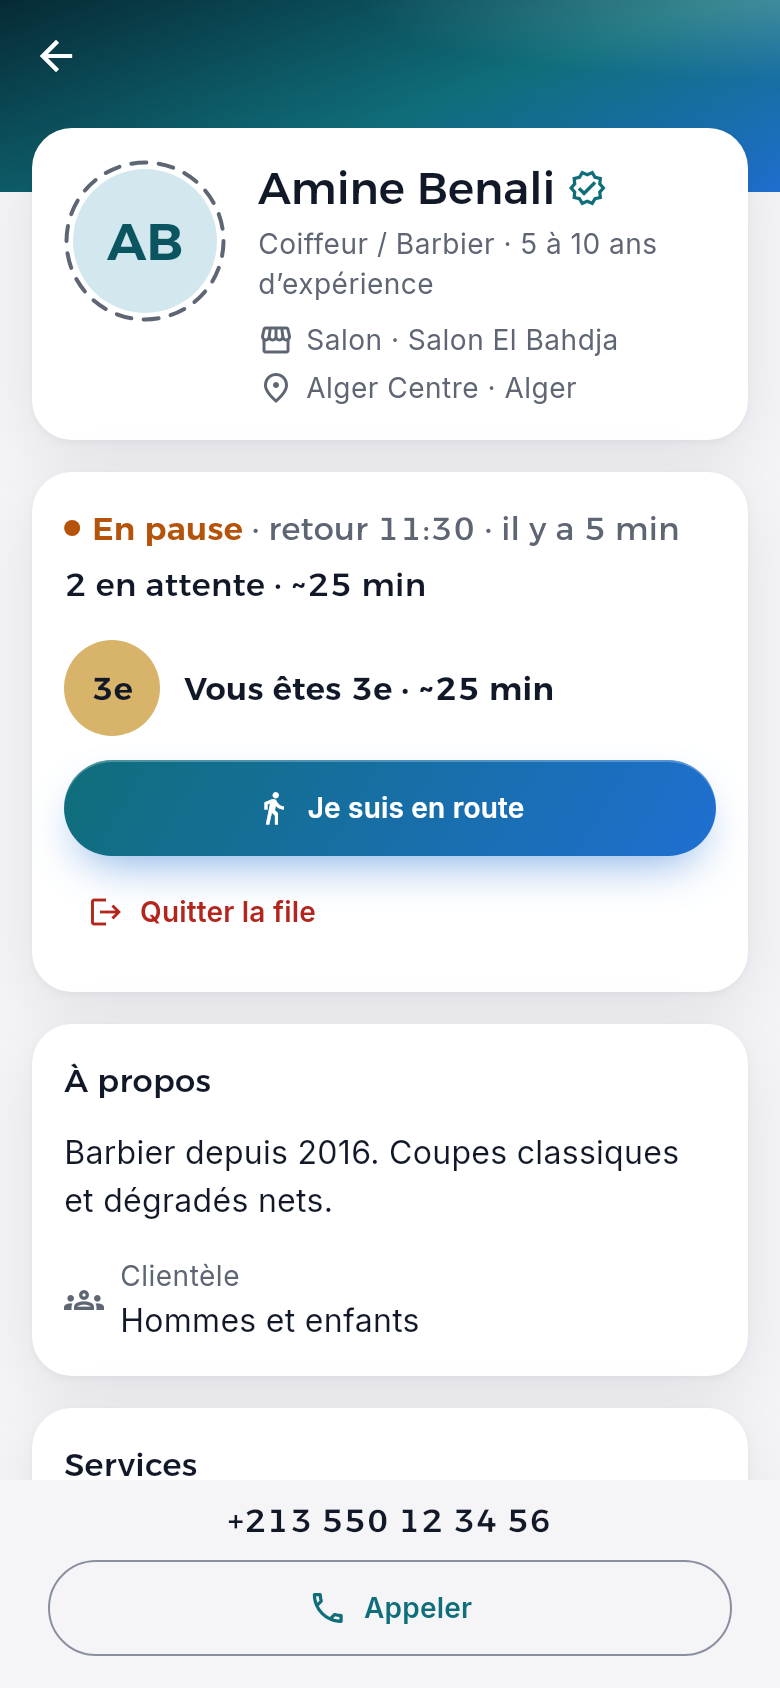 AB
Amine Benali
Coiffeur / Barbier · 5 à 10 ans
d’expérience
Salon · Salon El Bahdja
Alger Centre · Alger
En pause · retour 11:30 · il y a 5 min
2 en attente · ~25 min
3e
Vous êtes 3e · ~25 min
Je suis en route
Quitter la file
À propos
Barbier depuis 2016. Coupes classiques
et dégradés nets.
Clientèle
Hommes et enfants
Services
+213 550 12 34 56
Appeler